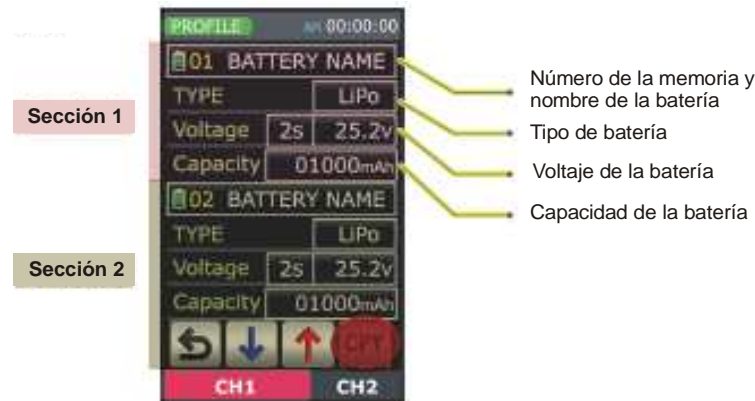 PROFILE AM 00:00:00
01 BATTERY NAME
TYPE LiPo
Voltage 2s 25.2v
Capacity 01000mAh
02 BATTERY NAME
TYPE LiPo
Voltage 2s 25.2v
Capacity 01000mAh
CPY
CH1 CH2
Sección 1
Sección 2
Número de la memoria y
nombre de la batería
Tipo de batería
Voltaje de la batería
Capacidad de la batería